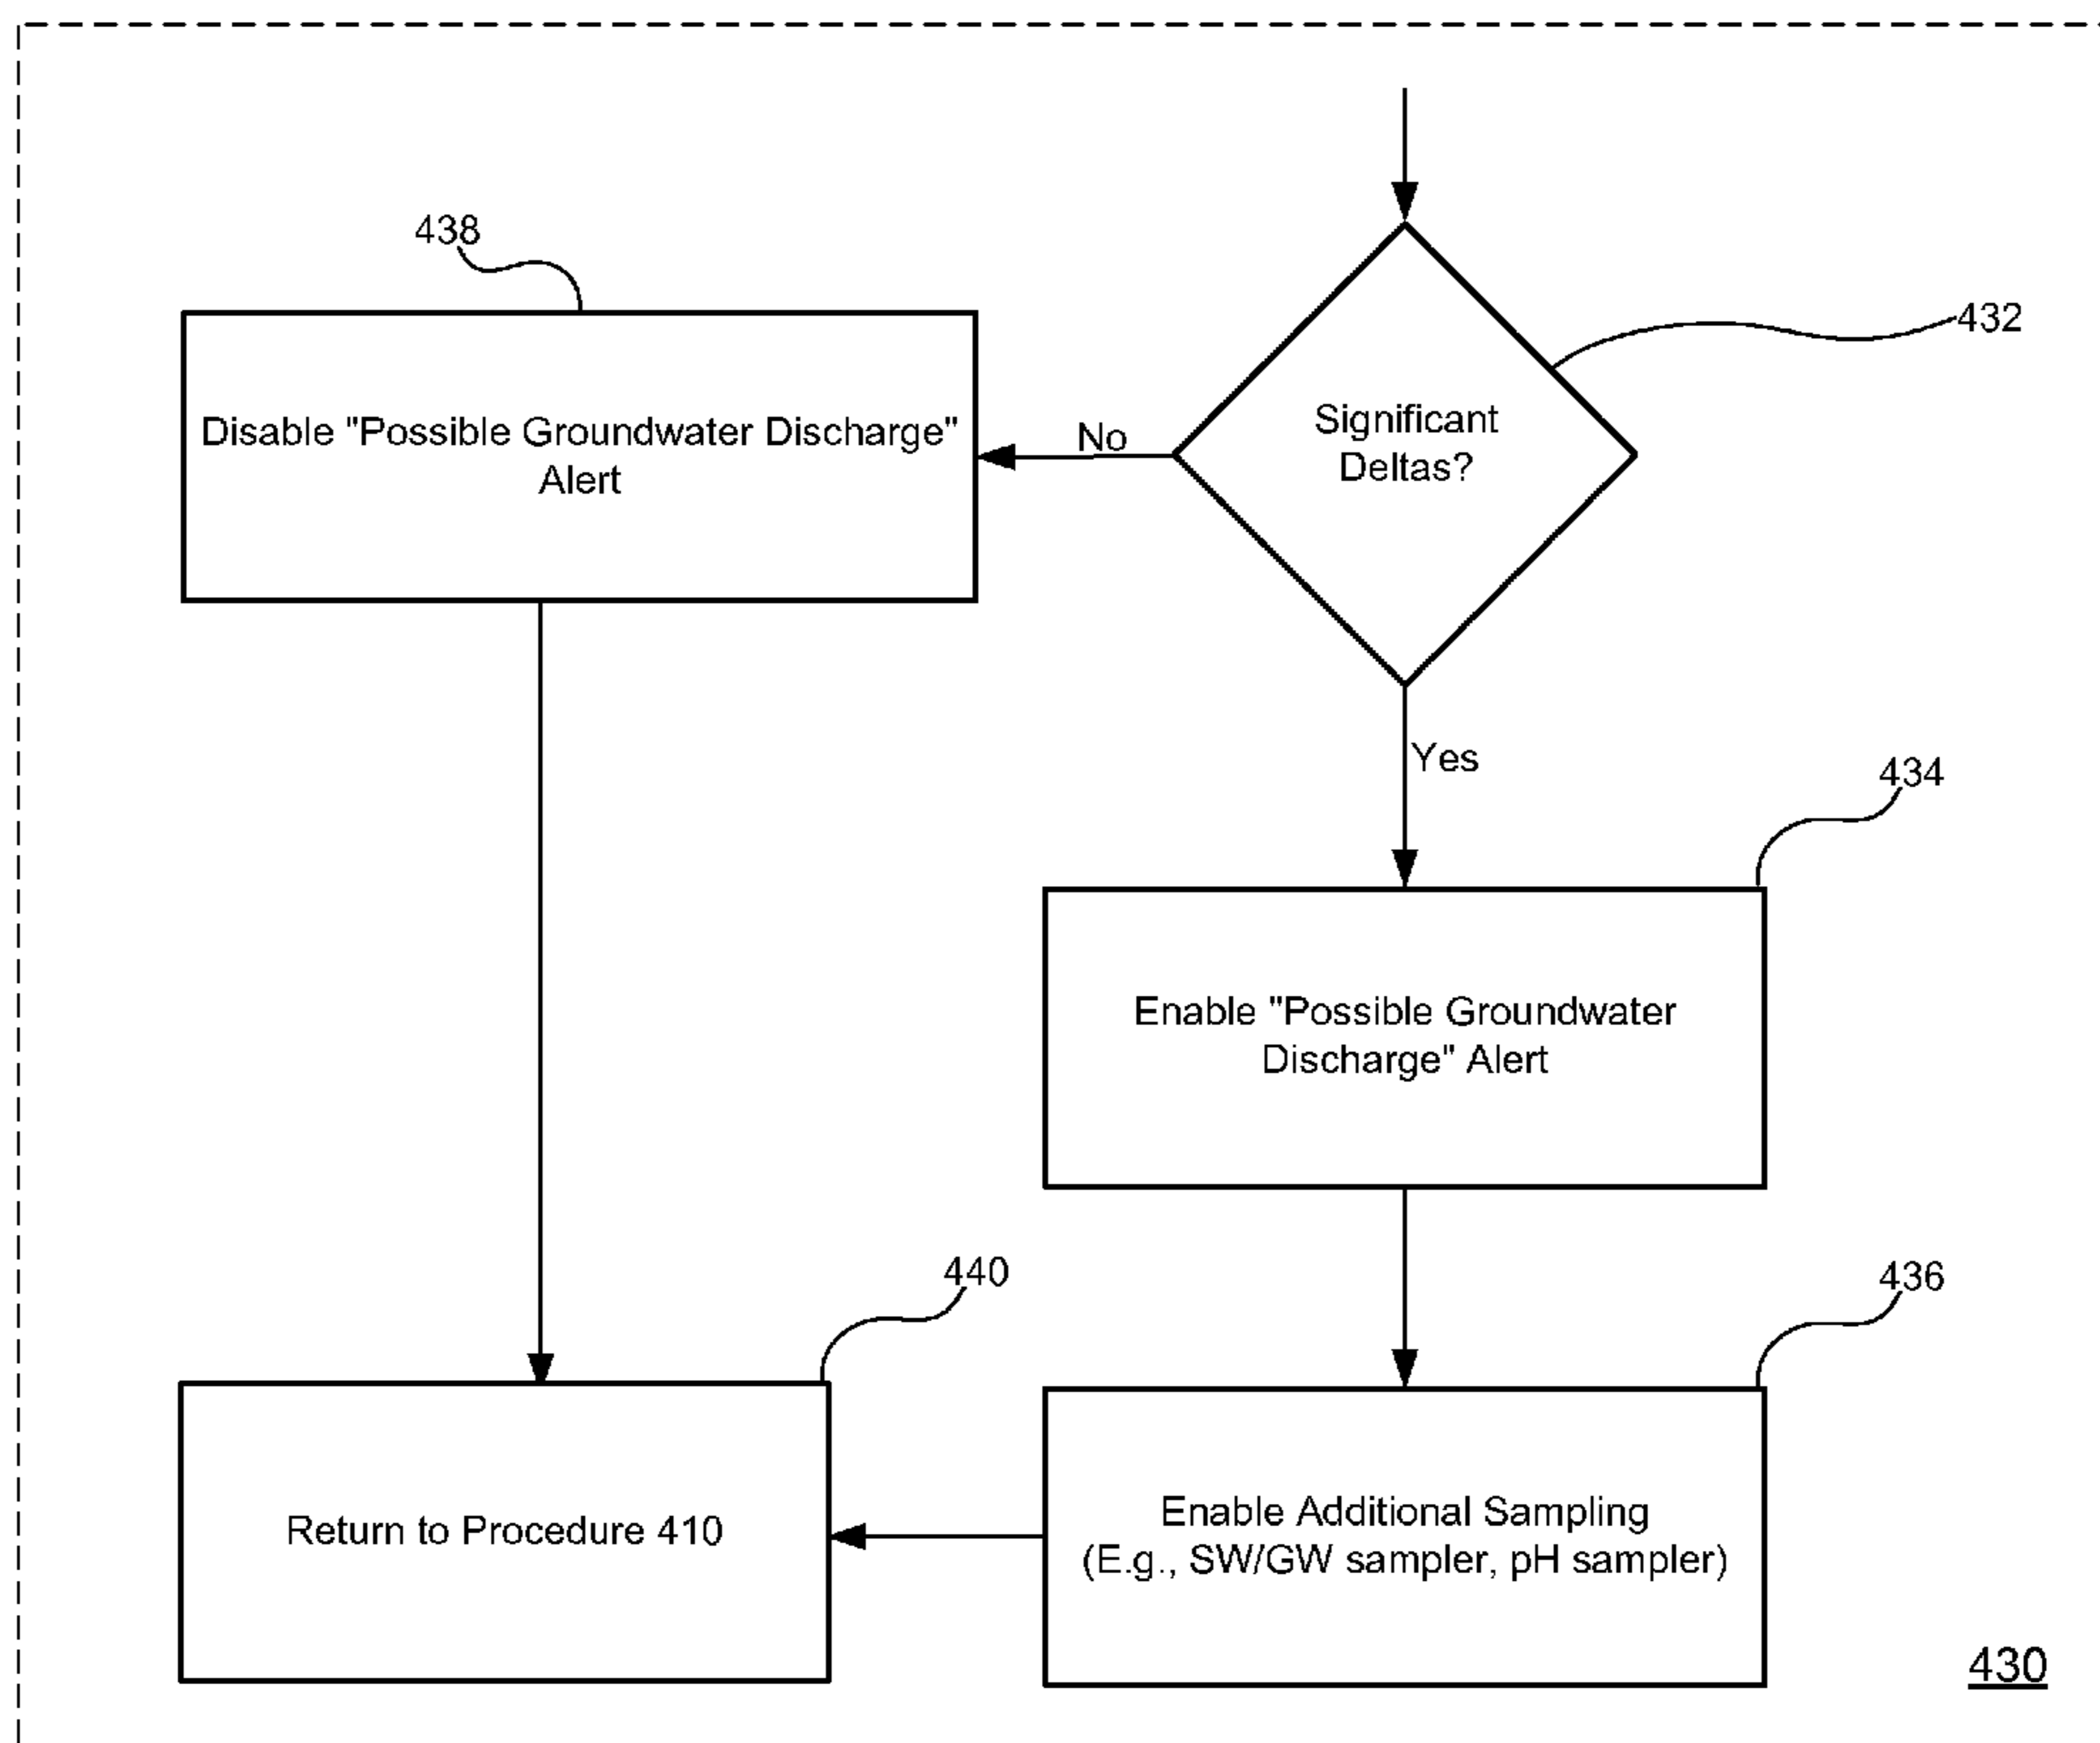 438
432
Significant
Deltas?
No
Disable "Possible Groundwater Discharge"
Alert
Yes
434
Enable "Possible Groundwater
Discharge" Alert
440
436
Return to Procedure 410
Enable Additional Sampling
(E.g., SW/GW sampler, pH sampler)
430